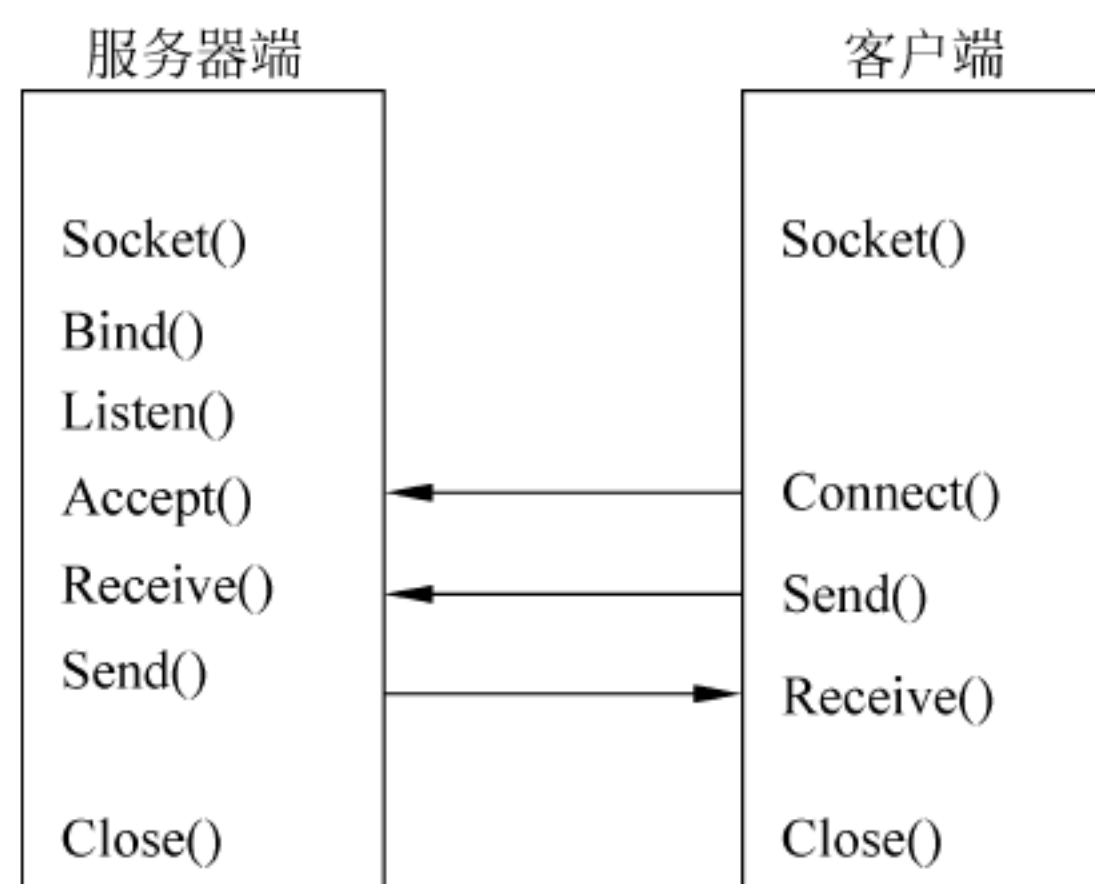 服务器端
Socket()
Bind()
Listen()
Accept()
Receive()
Send()
Close()
客户端
Socket()
Connect()
Send()
Receive()
Close()